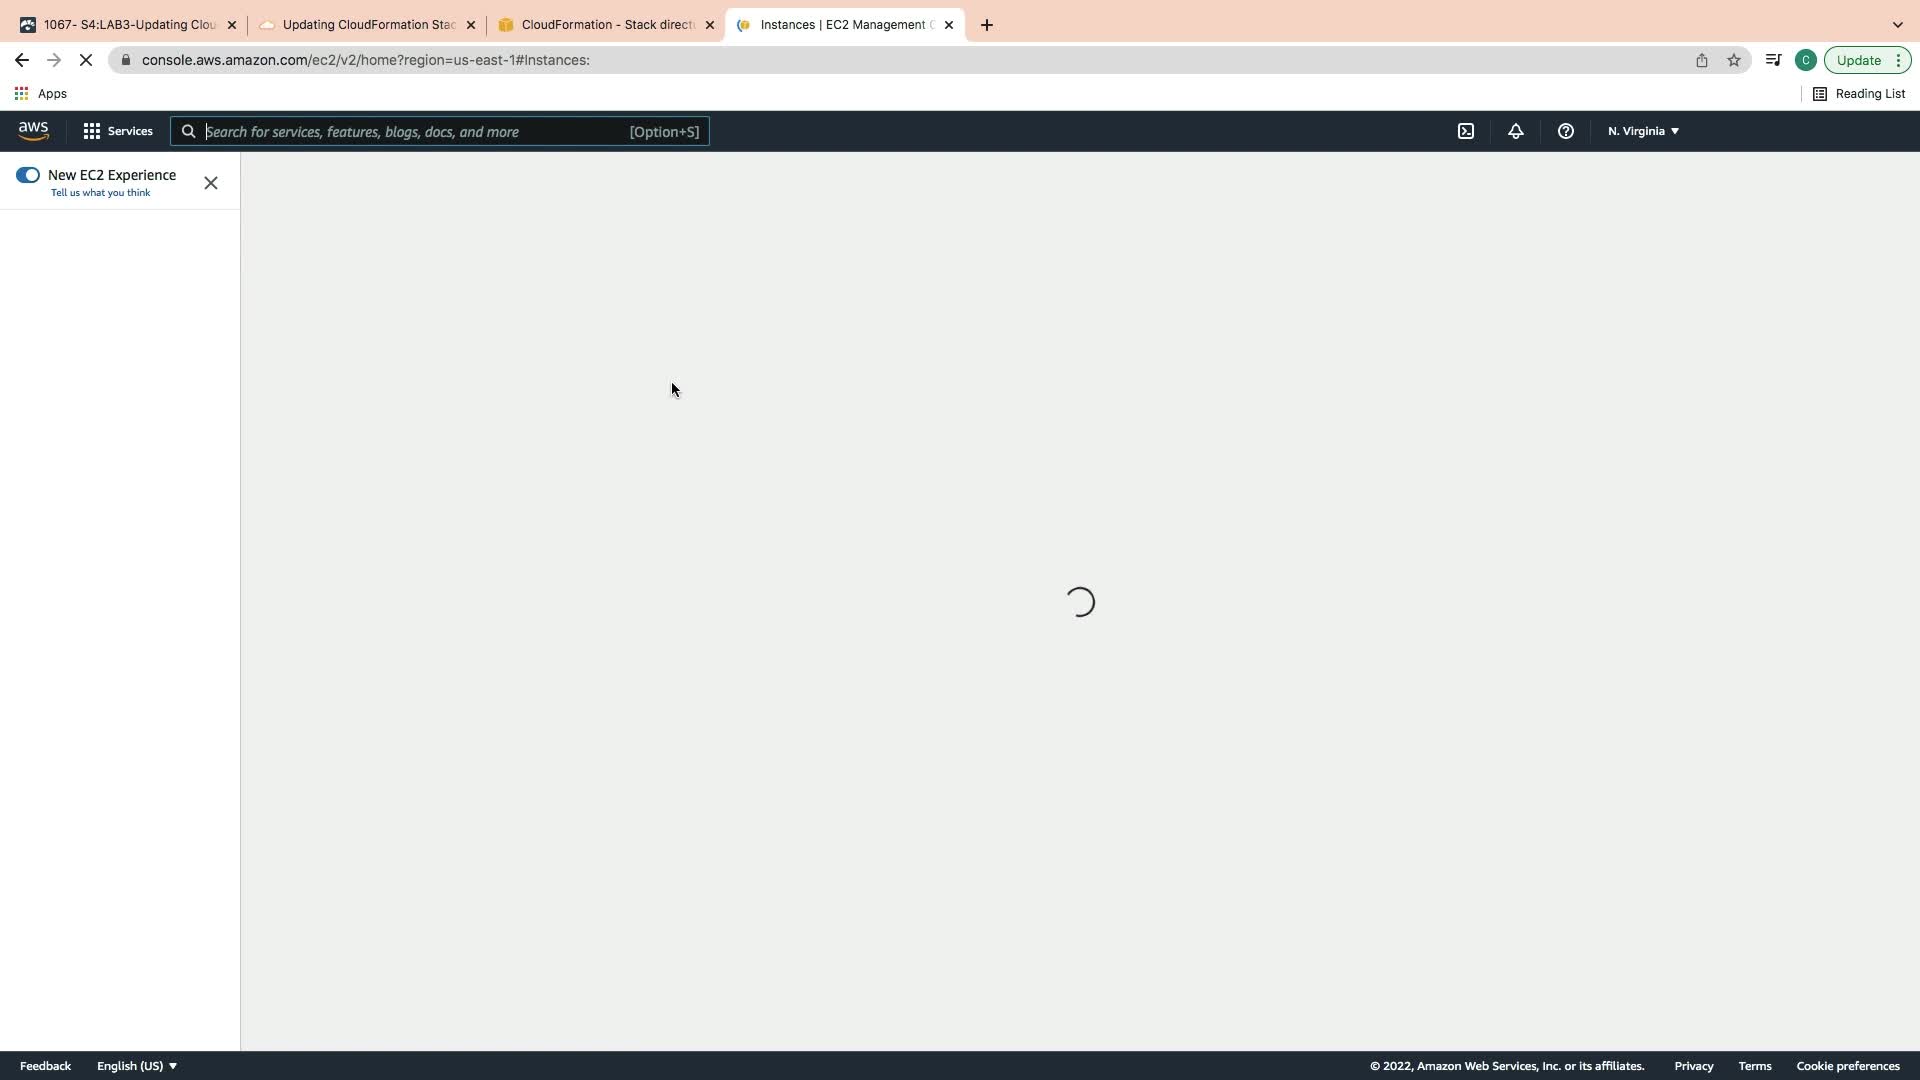 1067- S4:LAB3-Updating Clou
Updating CloudFormation Stac
CloudFormation - Stack direct
Instances | EC2 Management
console.aws.amazon.com/ec2/v2/home?region=us-east-1#Instances:
C
Update
Apps
Reading List
aws
Services
Search for services, features, blogs, docs, and more
[Option+S]
N. Virginia
New EC2 Experience
Tell us what you think
Feedback
English (US)
© 2022, Amazon Web Services, Inc. or its affiliates.
Privacy
Terms
Cookie preferences